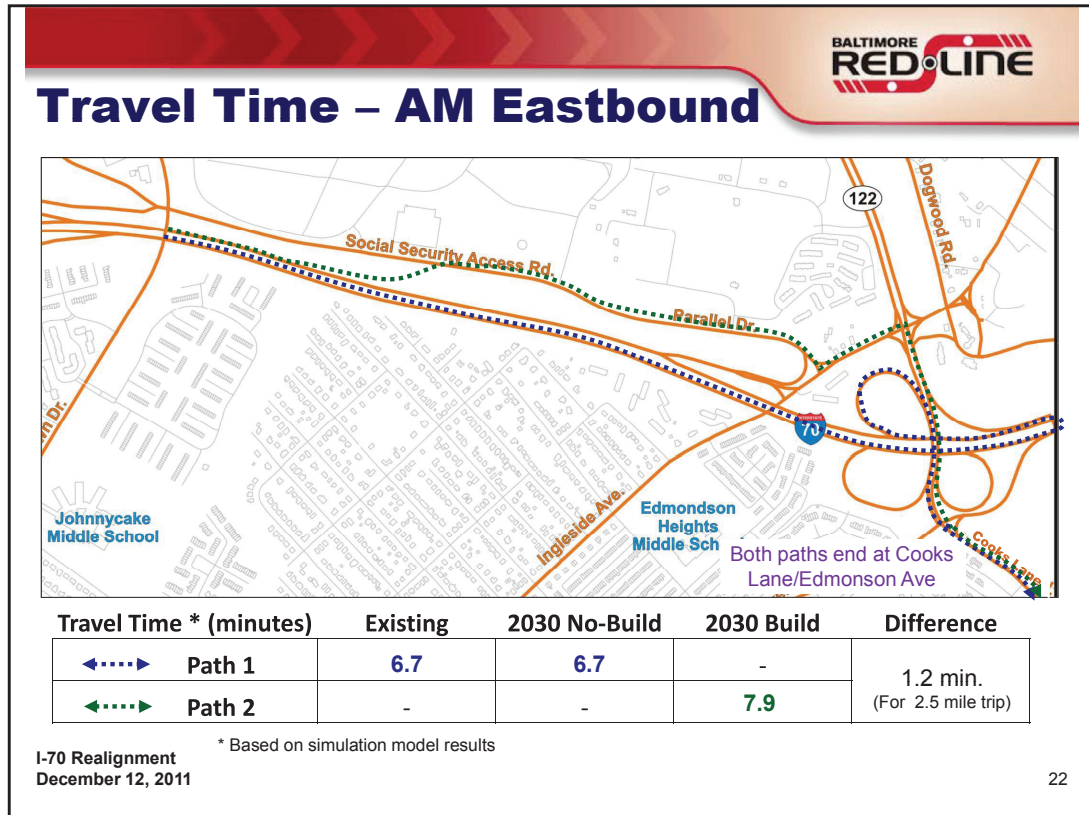 BALTIMORE
RED LINE
Travel Time – AM Eastbound
122
Dogwood Rd.
Social Security Access Rd.
Parallel Dr.
wn Dr.
INTERSTATE
70
Johnnycake
Middle School
Ingleside Ave.
Edmondson
Heights
Middle Sch
Both paths end at Cooks
Lane/Edmonson Ave
Cooks Lane
Travel Time * (minutes) Existing 2030 No-Build 2030 Build Difference
Path 1 6.7 6.7 - 1.2 min.
(For 2.5 mile trip)
Path 2 - - 7.9
* Based on simulation model results
I-70 Realignment
December 12, 2011
22